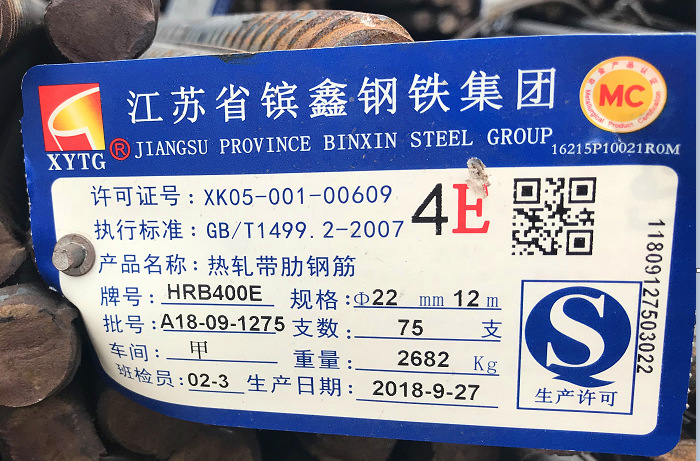 江苏省镔鑫钢铁集团
XYTG ® JIANGSU PROVINCE BINXIN STEEL GROUP
MC
Metallurgical Product Certification
16215P10021R0M
许可证号：XK05-001-00609
执行标准：GB/T1499.2-2007
4E
产品名称：热轧带肋钢筋
牌号：HRB400E 规格：Φ22 mm 12 m
批号：A18-09-1275 支数：75 支
车间：甲 重量：2682 Kg
班检员：02-3 生产日期：2018-9-27
生产许可
11809127503022